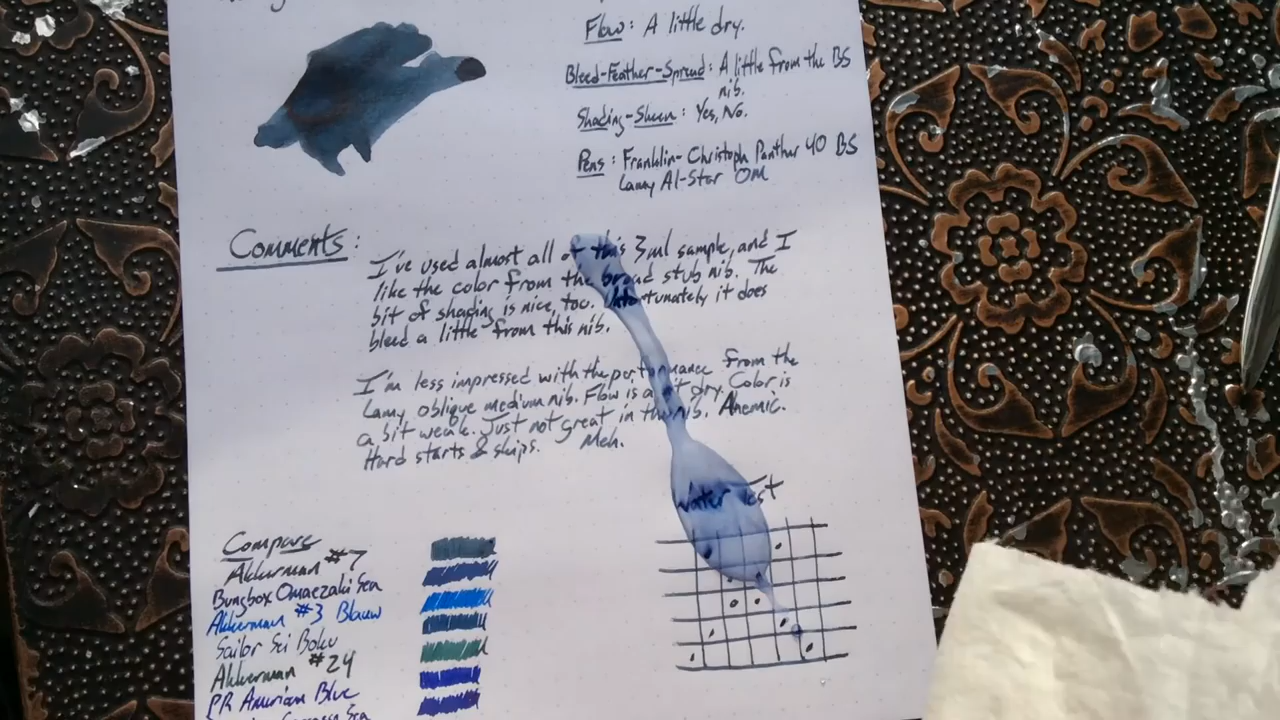 Flow: A little dry.
Bleed-Feather-Spread: A little from the BS
nib.
Shading-Sheen: Yes, No.
Pens: Franklin-Christoph Panther 40 BS
Lamy Al-Star OM
Comments:
I've used almost all of this 3ml sample, and I
like the color from the broad stub nib. The
bit of shading is nice, too. Unfortunately it does
bleed a little from this nib.
I'm less impressed with the performance from the
Lamy oblique medium nib. Flow is a bit dry. Color is
a bit weak. Just not great in this nib. Anemic.
Hard starts & skips. Meh.
Water Test
Compare
Akkerman #7
Bungbox Omaezaki Sea
Akkerman #3 Blauw
Sailor Sei Boku
Akkerman #24
PR American Blue
Sea